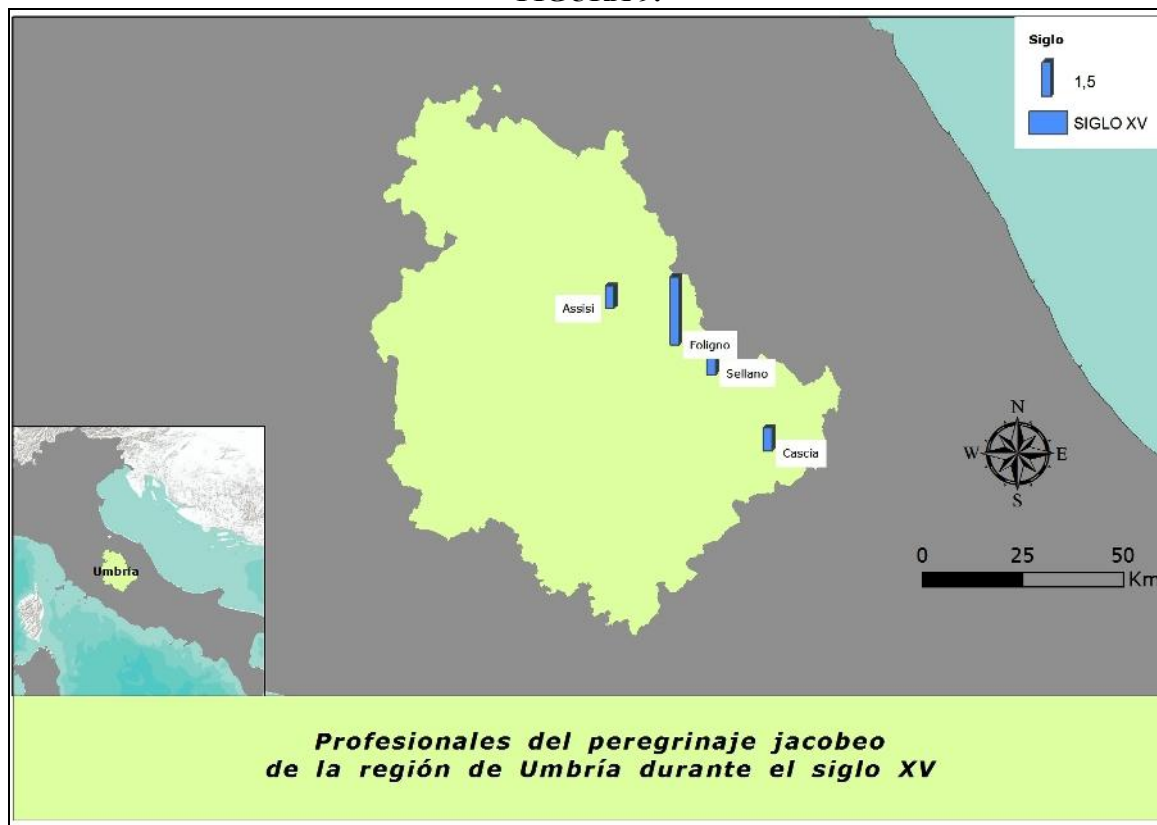 Siglo
1,5
SIGLO XV
Assisi
Foligno
Sellano
Cascia
N
W E
S
0 25 50
Km
Umbría
Profesionales del peregrinaje jacobeo
de la región de Umbría durante el siglo XV